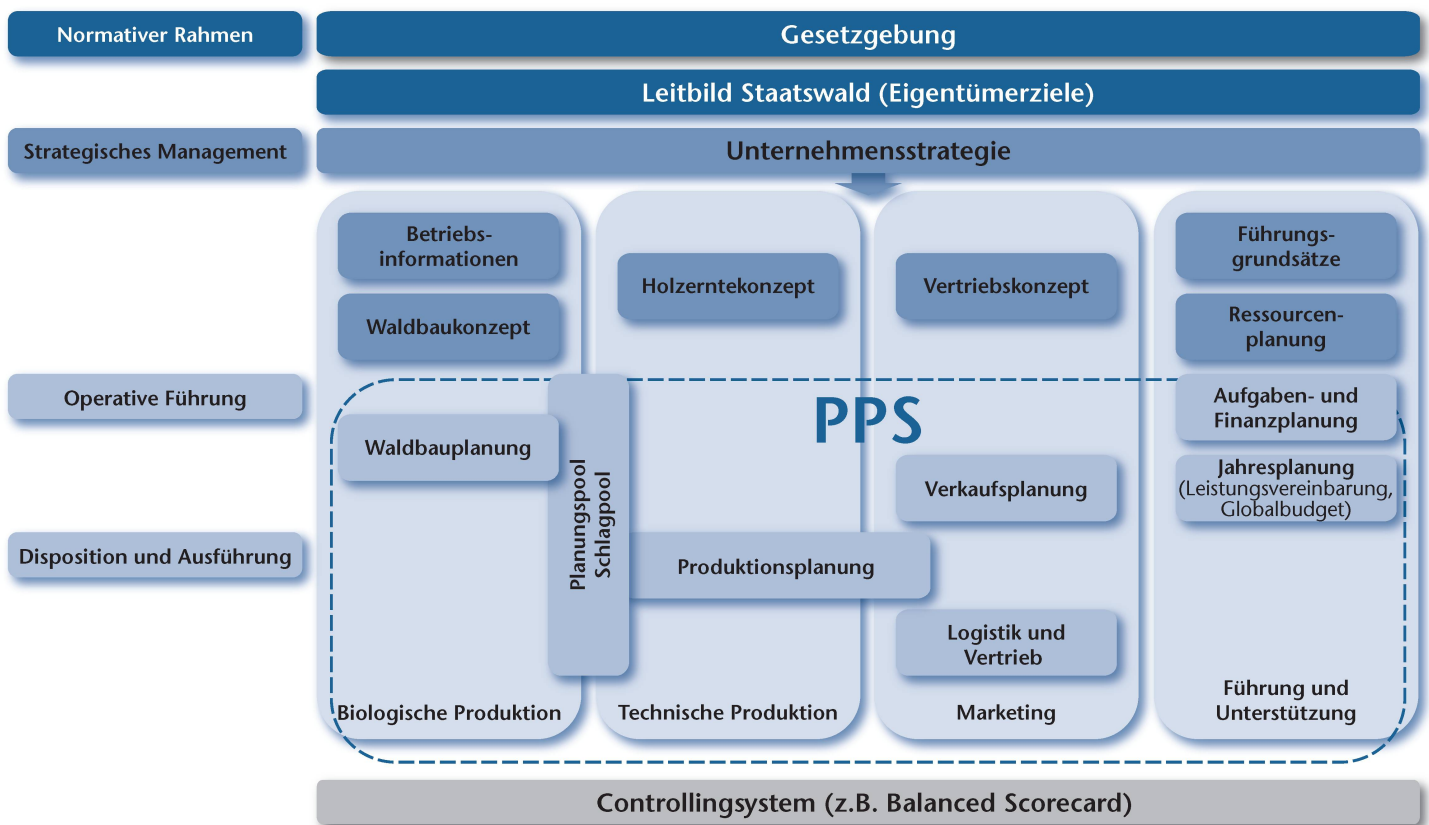 Normativer Rahmen
Gesetzgebung
Leitbild Staatswald (Eigentümerziele)
Strategisches Management
Unternehmensstrategie
Betriebs-
informationen
Waldbaukonzept
Holzerntekonzept
Vertriebskonzept
Führungs-
grundsätze
Ressourcen-
planung
Operative Führung
Waldbauplanung
Planungspool
Schlagpool
PPS
Verkaufsplanung
Aufgaben- und
Finanzplanung
Jahresplanung
(Leistungsvereinbarung,
Globalbudget)
Disposition und Ausführung
Produktionsplanung
Logistik und
Vertrieb
Biologische Produktion
Technische Produktion
Marketing
Führung und
Unterstützung
Controllingsystem (z.B. Balanced Scorecard)